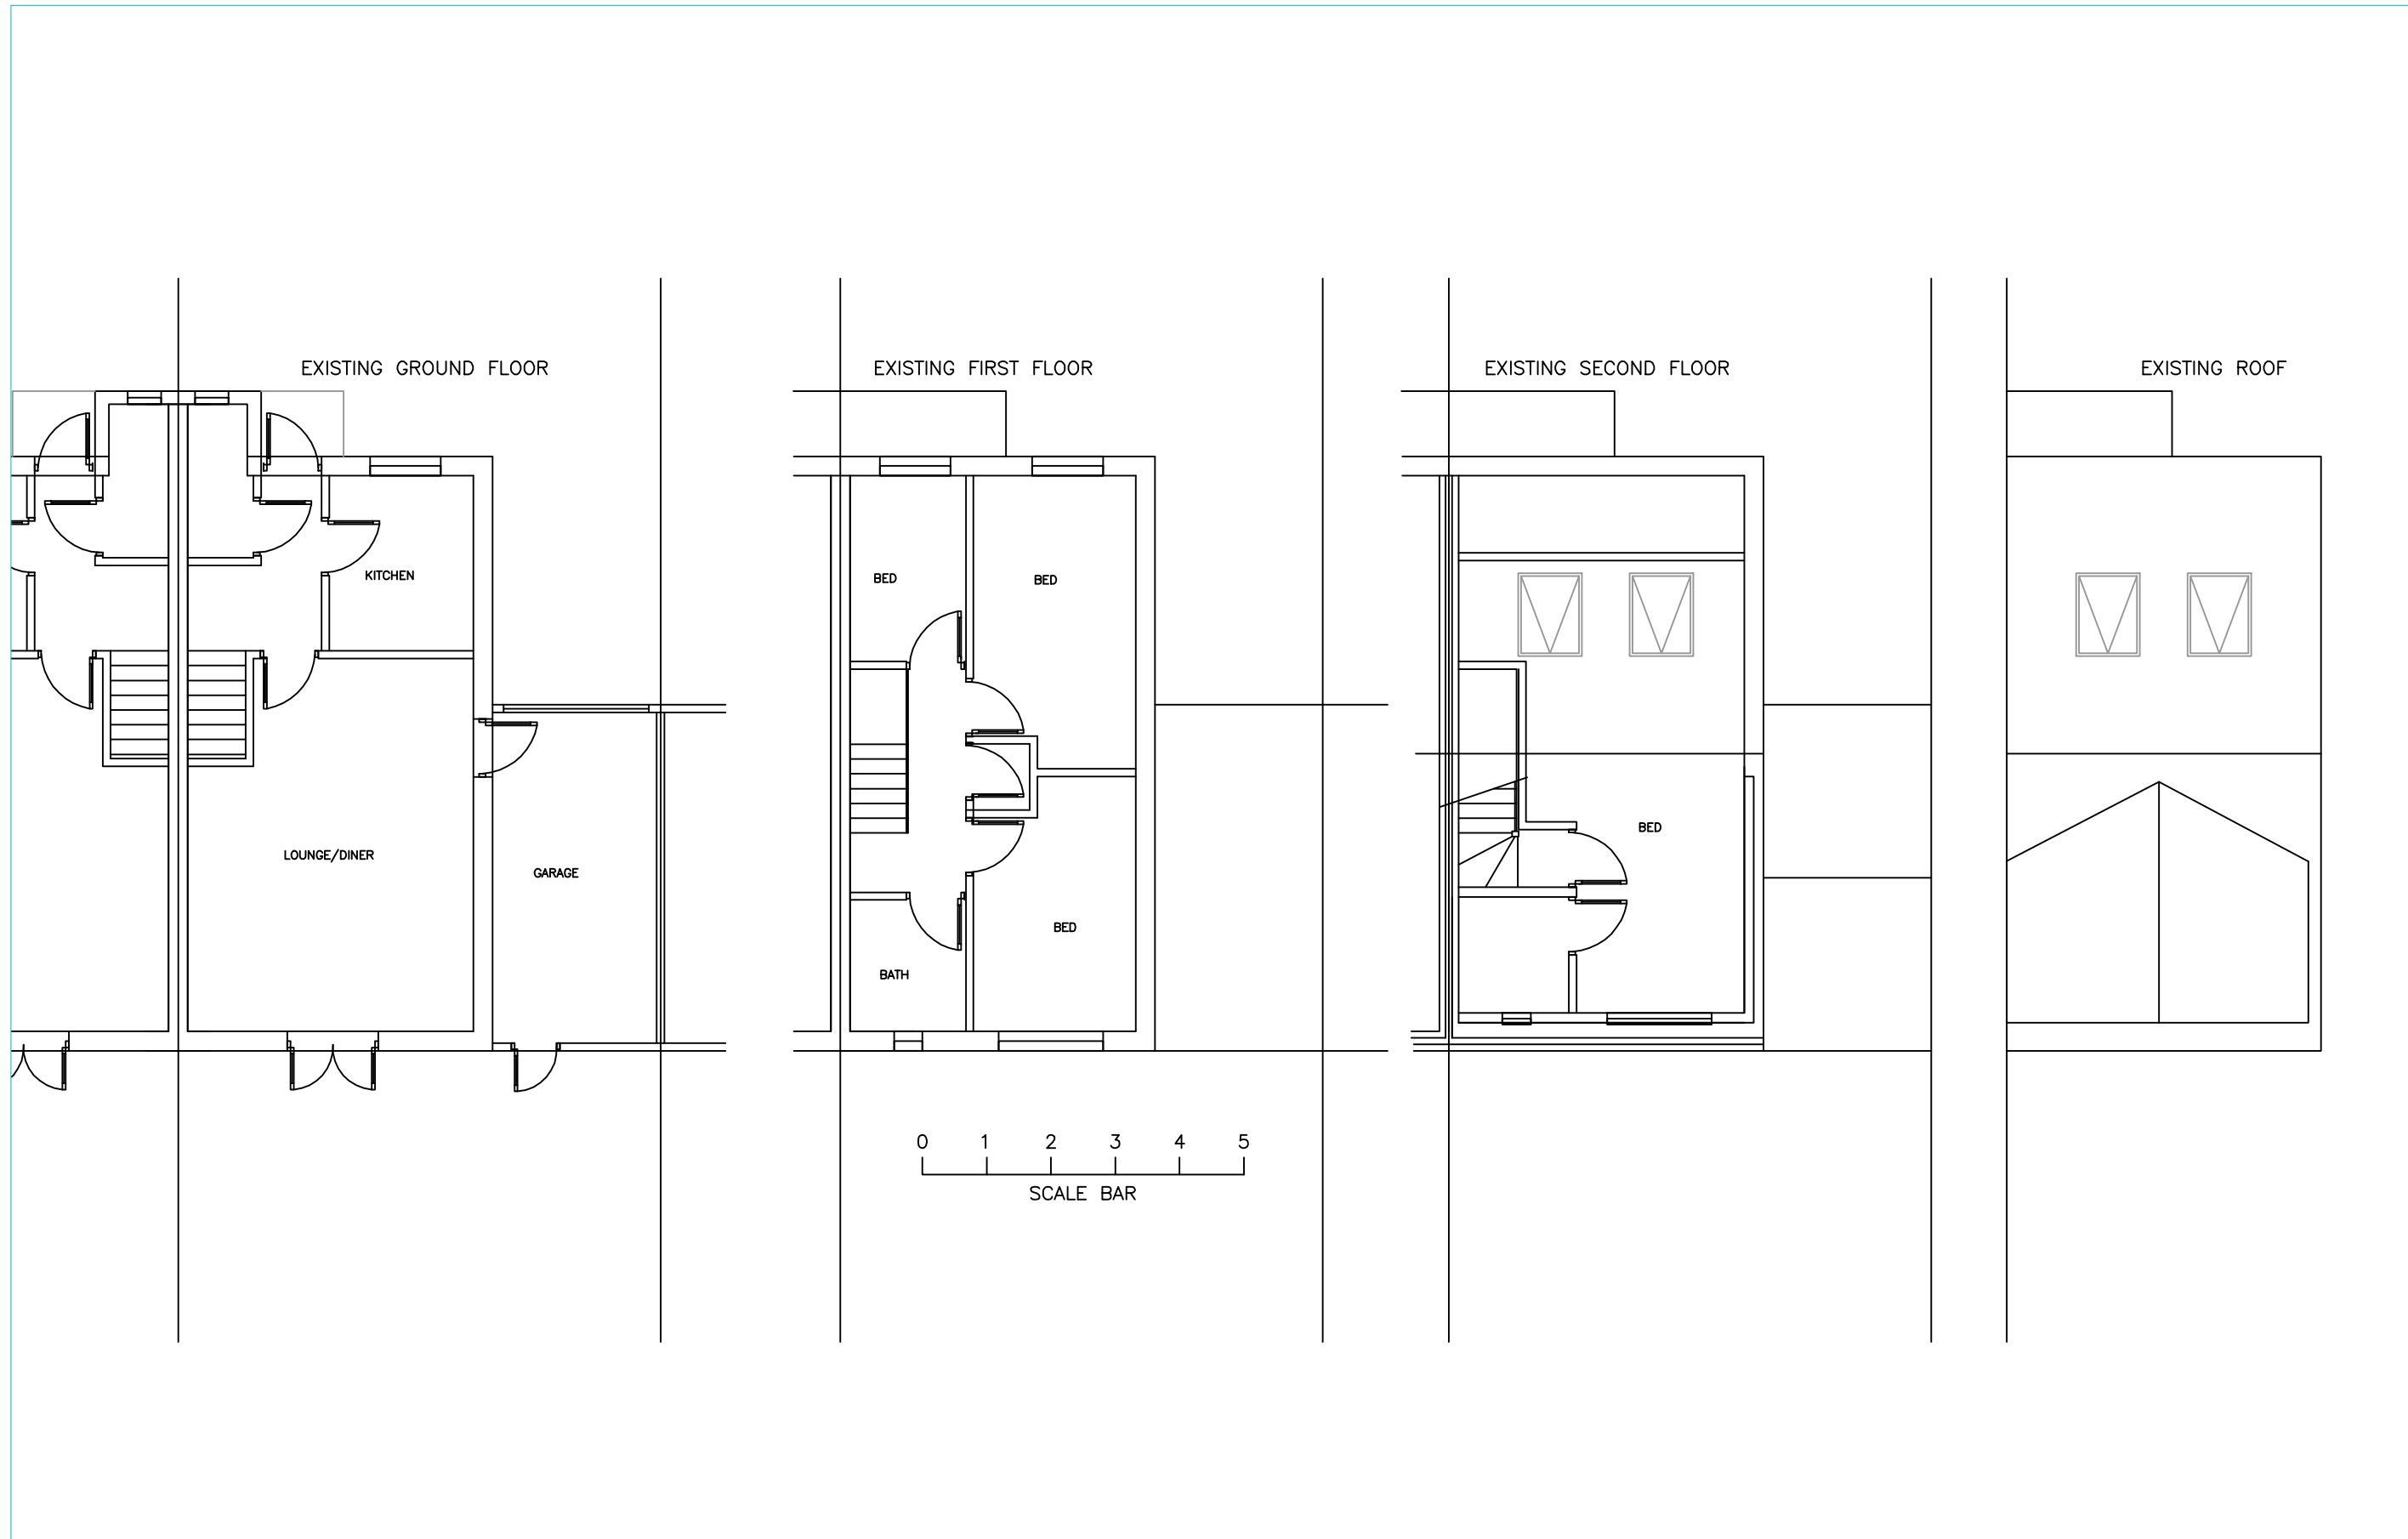 EXISTING GROUND FLOOR
EXISTING FIRST FLOOR
EXISTING SECOND FLOOR
EXISTING ROOF
KITCHEN
LOUNGE/DINER
GARAGE
BED
BED
BED
BATH
BED
0 1 2 3 4 5
SCALE BAR